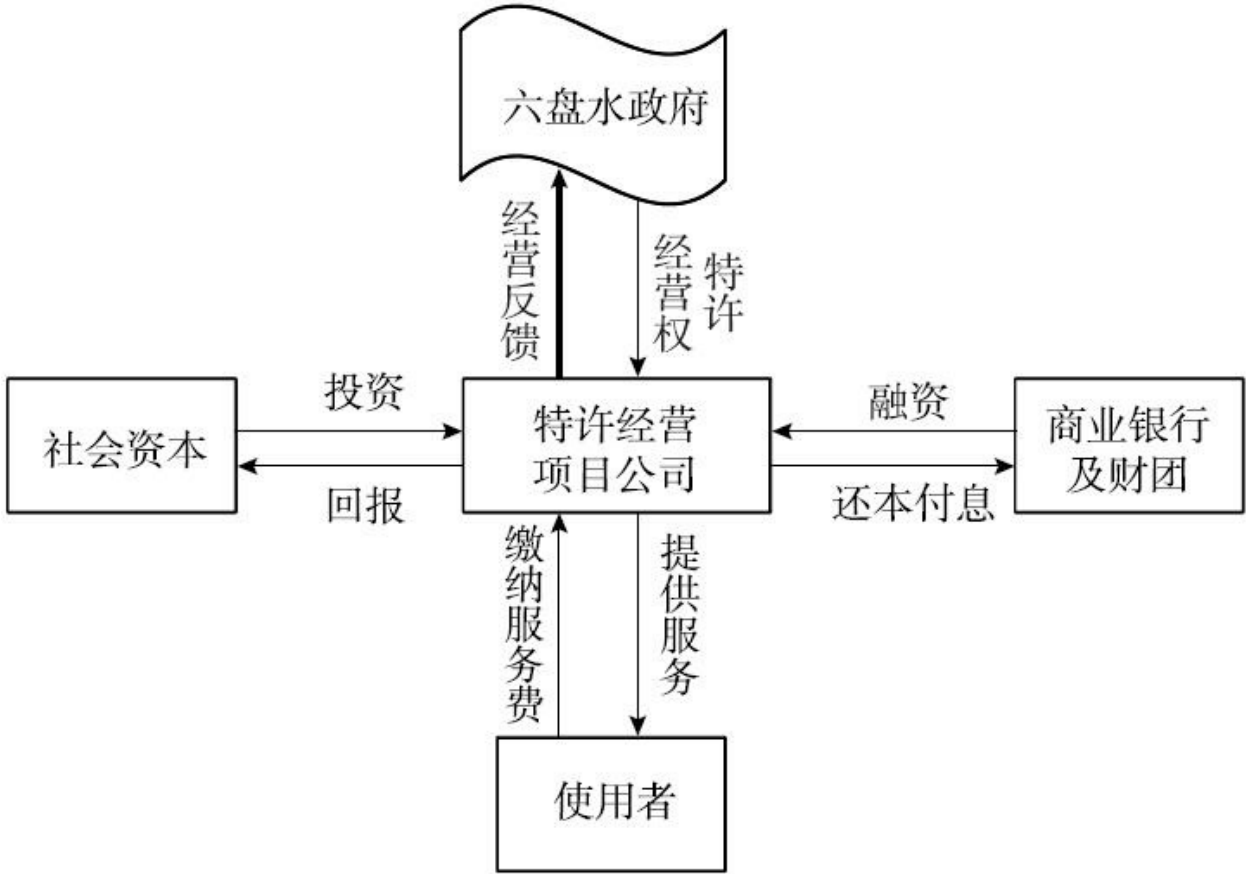 六盘水政府
经营反馈
特许
经营权
投资
融资
社会资本
特许经营
项目公司
商业银行
及财团
回报
还本付息
缴纳服务费
提供服务
使用者